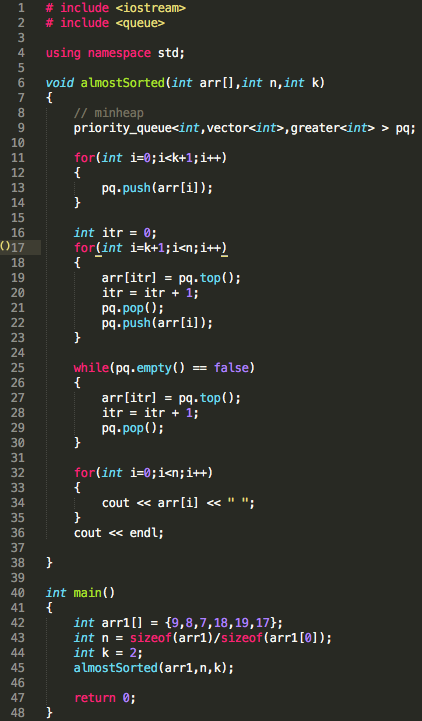 1 # include <iostream>
2 # include <queue>
3
4 using namespace std;
5
6 void almostSorted(int arr[],int n,int k)
7 {
8     // minheap
9     priority_queue<int,vector<int>,greater<int> > pq;
10
11     for(int i=0;i<k+1;i++)
12     {
13         pq.push(arr[i]);
14     }
15
16     int itr = 0;
()17     for(int i=k+1;i<n;i++)
18     {
19         arr[itr] = pq.top();
20         itr = itr + 1;
21         pq.pop();
22         pq.push(arr[i]);
23     }
24
25     while(pq.empty() == false)
26     {
27         arr[itr] = pq.top();
28         itr = itr + 1;
29         pq.pop();
30     }
31
32     for(int i=0;i<n;i++)
33     {
34         cout << arr[i] << " ";
35     }
36     cout << endl;
37
38 }
39
40 int main()
41 {
42     int arr1[] = {9,8,7,18,19,17};
43     int n = sizeof(arr1)/sizeof(arr1[0]);
44     int k = 2;
45     almostSorted(arr1,n,k);
46
47     return 0;
48 }